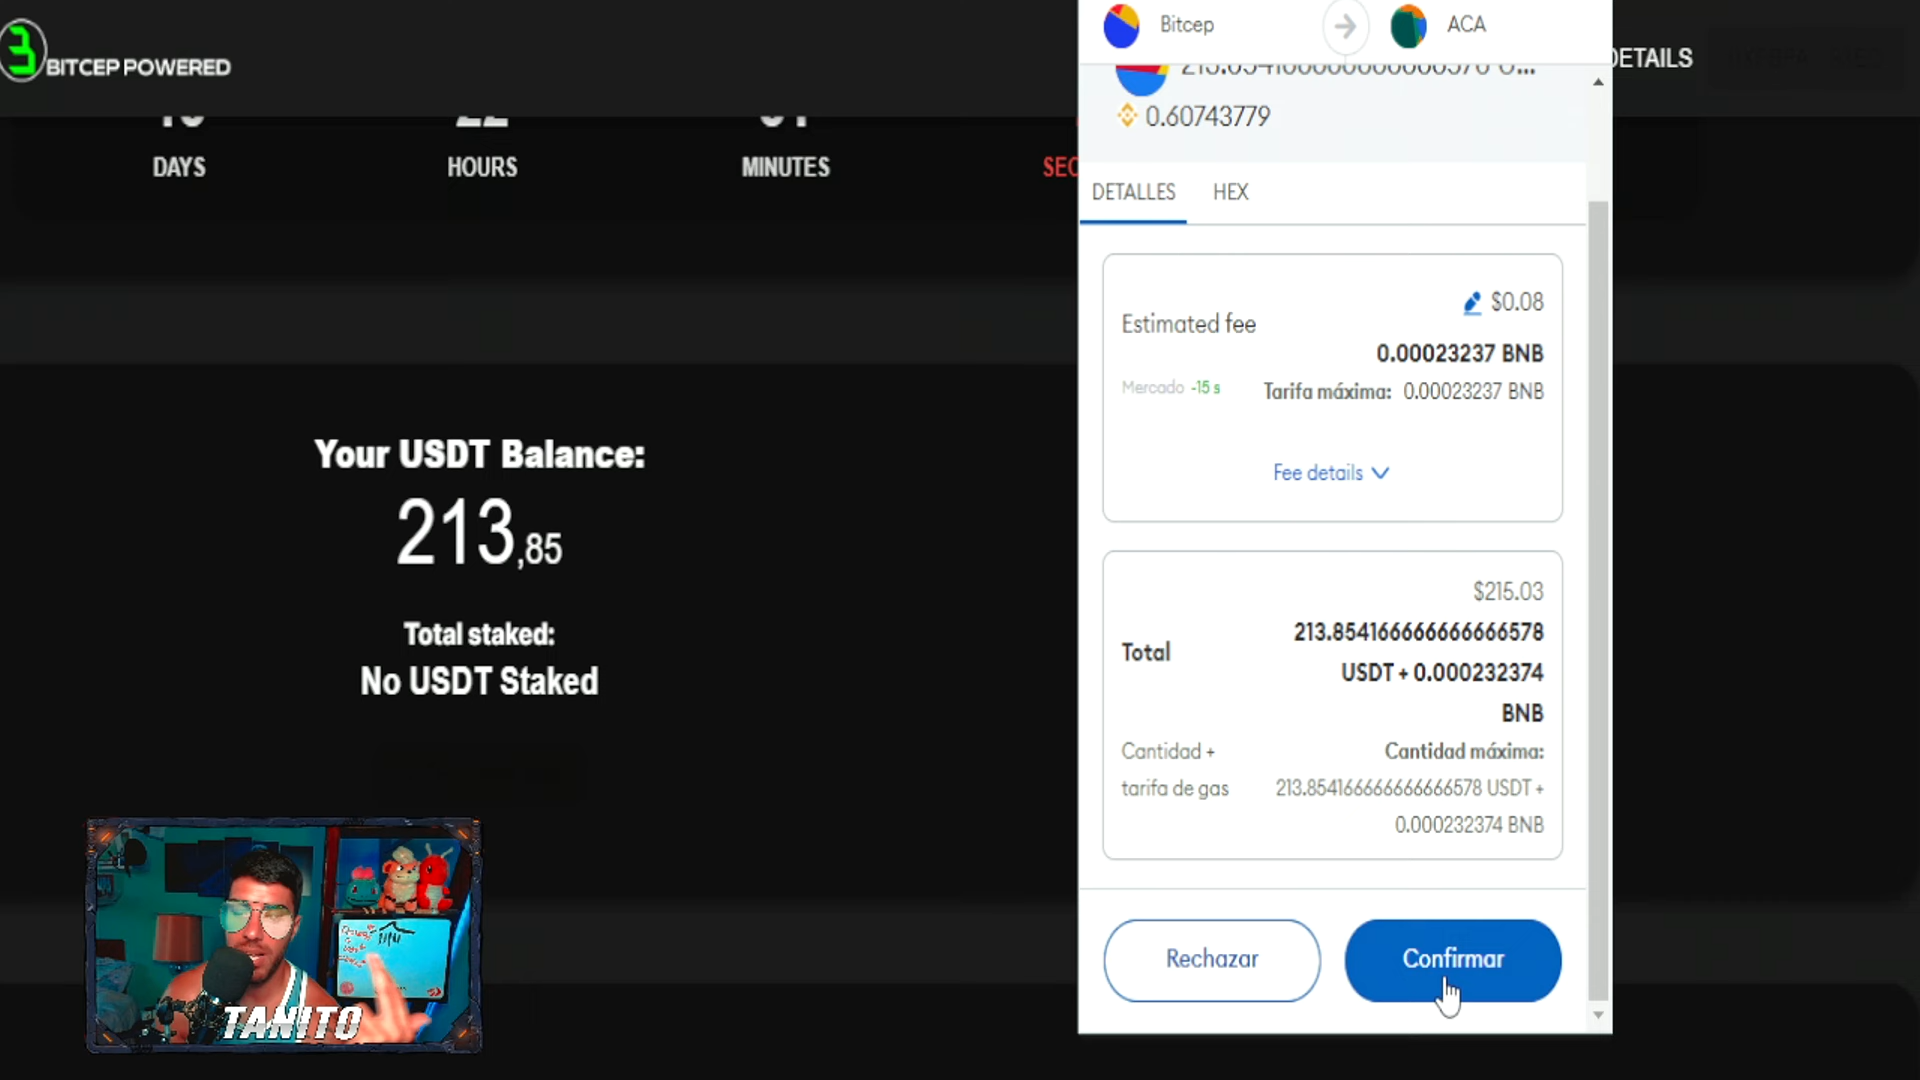 3 BITCEP POWERED
DETAILS
DAYS
HOURS
MINUTES
SEC
Your USDT Balance:
213,85
Total staked:
No USDT Staked
TANITO
Bitcep
ACA
0.60743779
DETALLES
HEX
Estimated fee
$0.08
0.00023237 BNB
Mercado -15 s
Tarifa máxima: 0.00023237 BNB
Fee details
$215.03
Total
213.854166666666666578
USDT + 0.000232374
BNB
Cantidad +
tarifa de gas
Cantidad máxima:
213.854166666666666578 USDT +
0.000232374 BNB
Rechazar
Confirmar